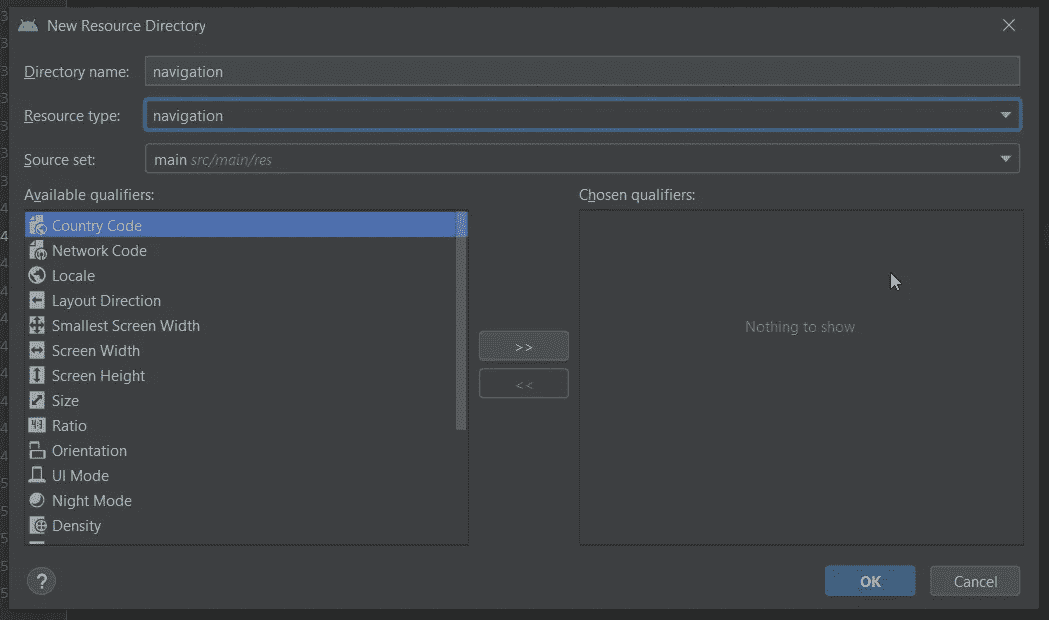 New Resource Directory
Directory name: navigation
Resource type: navigation
Source set: main src/main/res
Available qualifiers:
Chosen qualifiers:
Country Code
Network Code
Locale
Layout Direction
Smallest Screen Width
Screen Width
Screen Height
Size
Ratio
Orientation
UI Mode
Night Mode
Density
>>
<<
Nothing to show
?
OK
Cancel